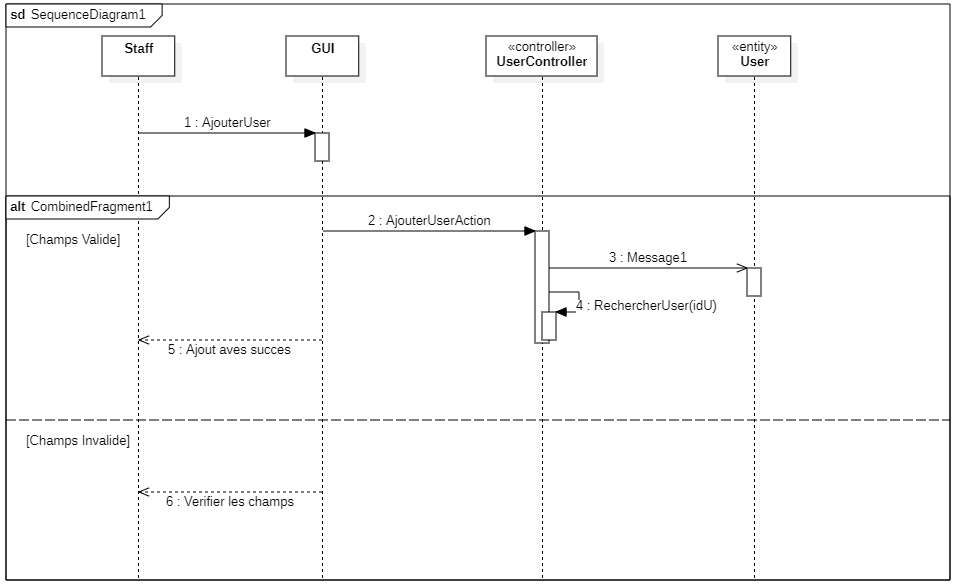 sd SequenceDiagram1
Staff
GUI
«controller»
UserController
«entity»
User
1 : AjouterUser
alt CombinedFragment1
2 : AjouterUserAction
[Champs Valide]
3 : Message1
4 : RechercherUser(idU)
5 : Ajout aves succes
[Champs Invalide]
6 : Verifier les champs